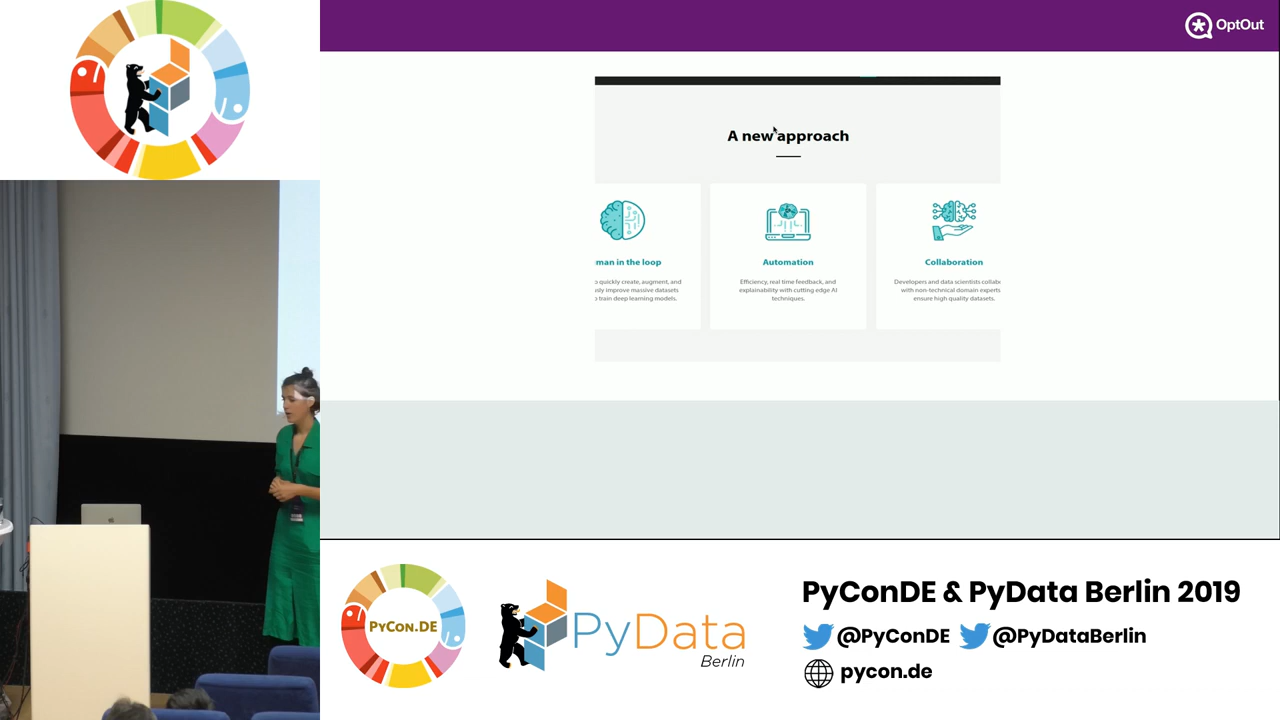 OptOut
A new approach
man in the loop
quickly create, augment, and
improve massive datasets
train deep learning models.
Automation
Efficiency, real time feedback, and
explainability with cutting edge AI
techniques.
Collaboration
Developers and data scientists
with non-technical domain experts
ensure high quality datasets.
PYCON.DE
PyData
Berlin
PyConDE & PyData Berlin 2019
@PyConDE @PyDataBerlin
pycon.de